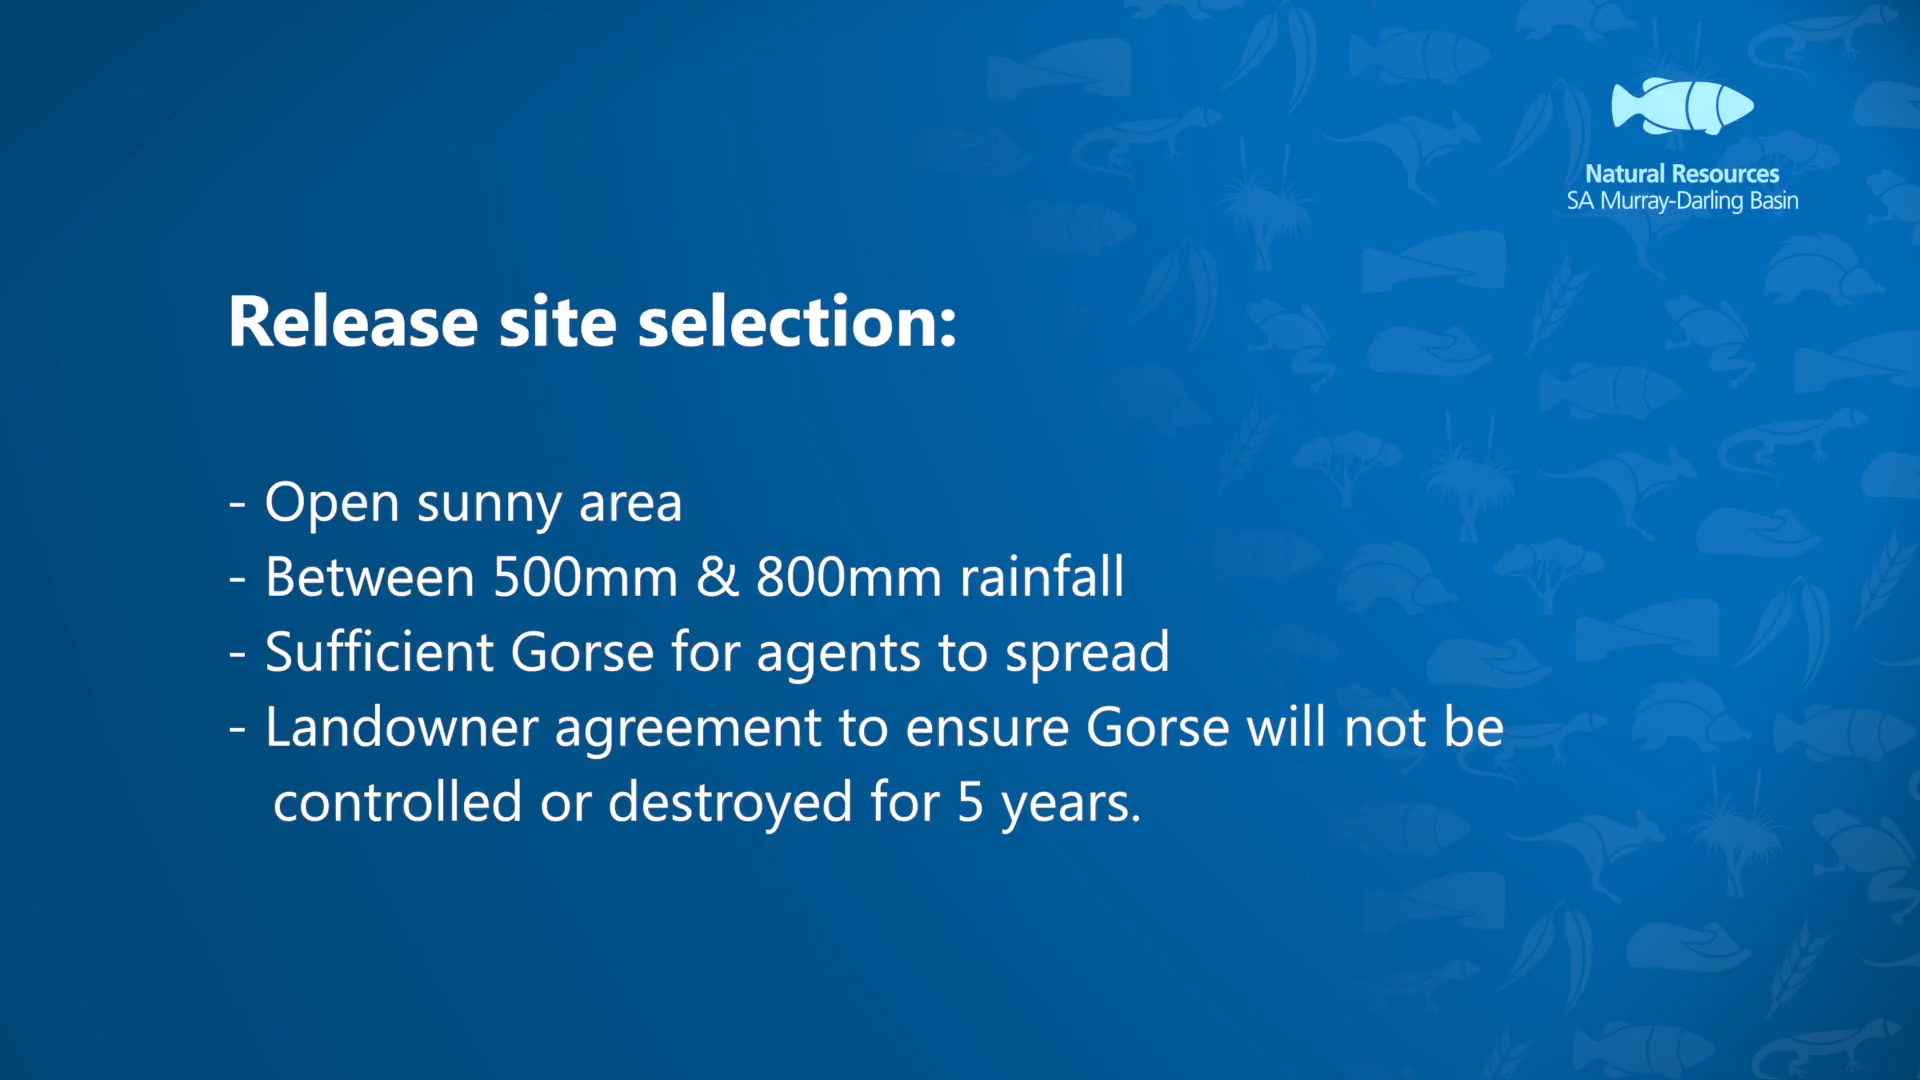 Natural Resources
SA Murray-Darling Basin
Release site selection:
- Open sunny area
- Between 500mm & 800mm rainfall
- Sufficient Gorse for agents to spread
- Landowner agreement to ensure Gorse will not be
controlled or destroyed for 5 years.